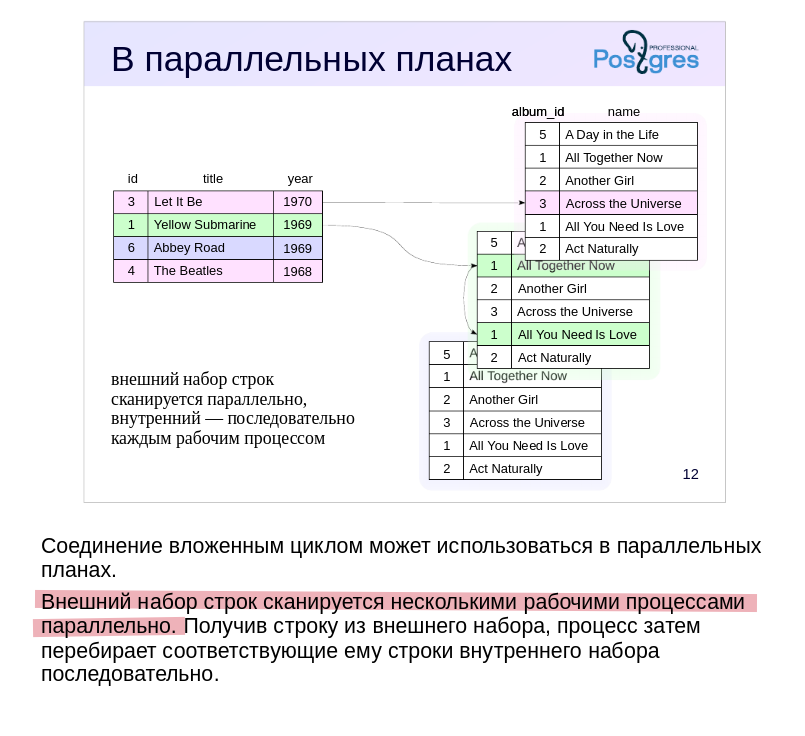 В параллельных планах
PROFESSIONAL
Postgres
album_id name
5 A Day in the Life
1 All Together Now
2 Another Girl
3 Across the Universe
1 All You Need Is Love
2 Act Naturally
id title year
3 Let It Be 1970
1 Yellow Submarine 1969
6 Abbey Road 1969
4 The Beatles 1968
5 A
1 All Together Now
2 Another Girl
3 Across the Universe
1 All You Need Is Love
2 Act Naturally
5 A
1 All Together Now
2 Another Girl
3 Across the Universe
1 All You Need Is Love
2 Act Naturally
внешний набор строк
сканируется параллельно,
внутренний — последовательно
каждым рабочим процессом
12
Соединение вложенным циклом может использоваться в параллельных
планах.
Внешний набор строк сканируется несколькими рабочими процессами
параллельно. Получив строку из внешнего набора, процесс затем
перебирает соответствующие ему строки внутреннего набора
последовательно.